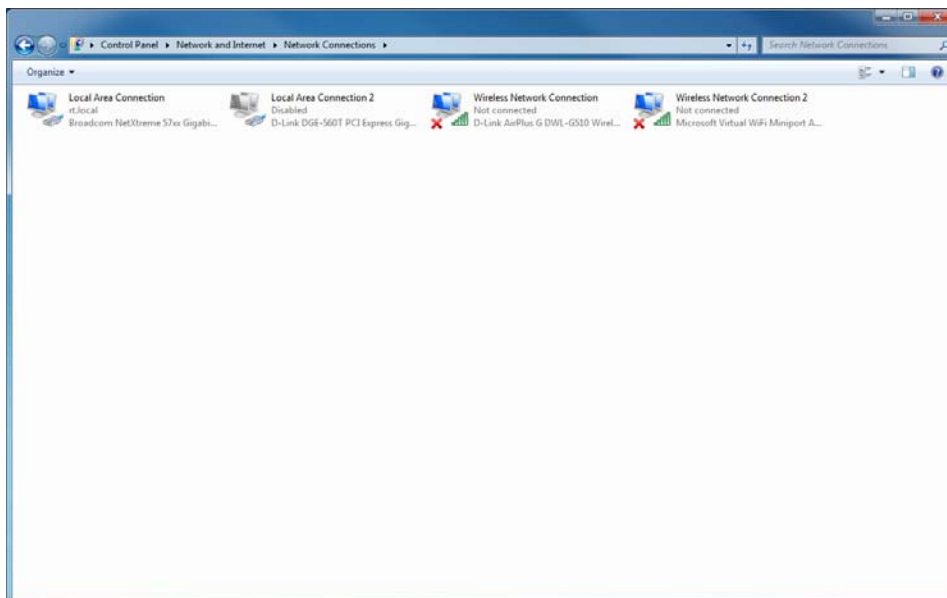 Control Panel ▸ Network and Internet ▸ Network Connections ▸
Search Network Connections
Organize ▾
Local Area Connection
rt.local
Broadcom NetXtreme 57xx Gigabi...
Local Area Connection 2
Disabled
D-Link DGE-560T PCI Express Gig...
Wireless Network Connection
Not connected
D-Link AirPlus G DWL-G510 Wirel...
Wireless Network Connection 2
Not connected
Microsoft Virtual WiFi Miniport A...